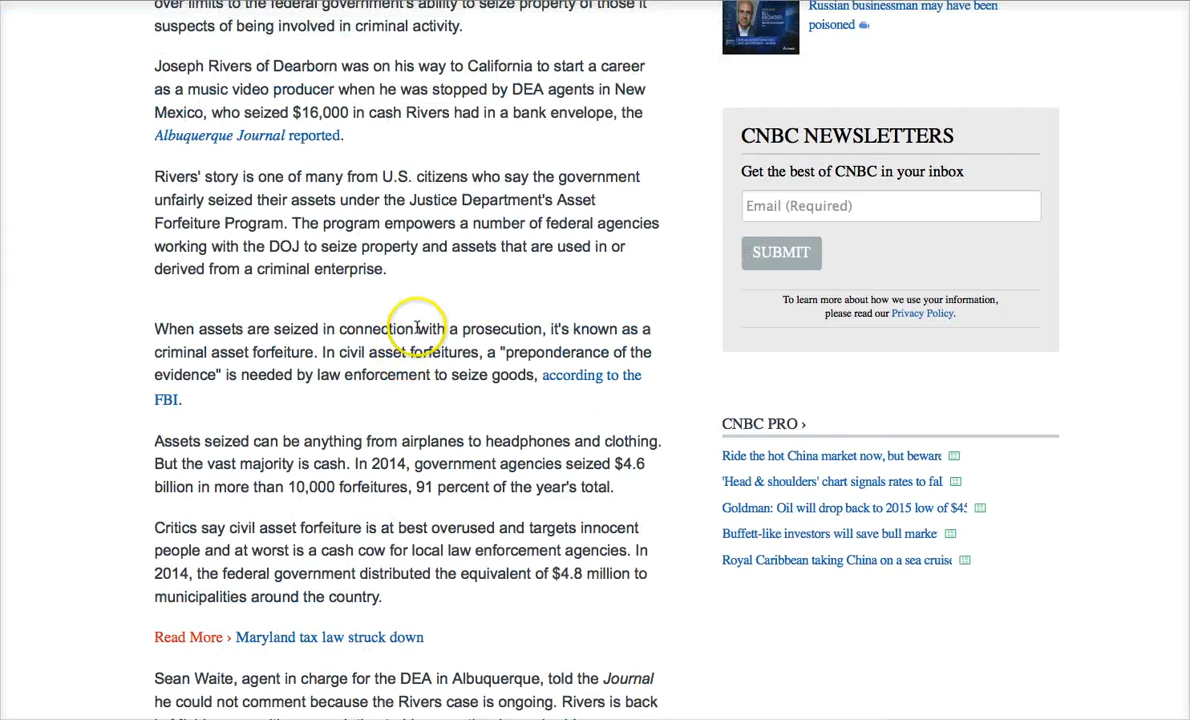 over limits to the federal government's ability to seize property of those it
suspects of being involved in criminal activity.
Joseph Rivers of Dearborn was on his way to California to start a career
as a music video producer when he was stopped by DEA agents in New
Mexico, who seized $16,000 in cash Rivers had in a bank envelope, the
Albuquerque Journal reported.
Rivers' story is one of many from U.S. citizens who say the government
unfairly seized their assets under the Justice Department's Asset
Forfeiture Program. The program empowers a number of federal agencies
working with the DOJ to seize property and assets that are used in or
derived from a criminal enterprise.
When assets are seized in connection with a prosecution, it's known as a
criminal asset forfeiture. In civil asset forfeitures, a "preponderance of the
evidence" is needed by law enforcement to seize goods, according to the
FBI.
Assets seized can be anything from airplanes to headphones and clothing.
But the vast majority is cash. In 2014, government agencies seized $4.6
billion in more than 10,000 forfeitures, 91 percent of the year's total.
Critics say civil asset forfeiture is at best overused and targets innocent
people and at worst is a cash cow for local law enforcement agencies. In
2014, the federal government distributed the equivalent of $4.8 million to
municipalities around the country.
Read More › Maryland tax law struck down
Sean Waite, agent in charge for the DEA in Albuquerque, told the Journal
he could not comment because the Rivers case is ongoing. Rivers is back
Russian businessman may have been
poisoned
CNBC NEWSLETTERS
Get the best of CNBC in your inbox
Email (Required)
SUBMIT
To learn more about how we use your information,
please read our Privacy Policy.
CNBC PRO ›
Ride the hot China market now, but beware
'Head & shoulders' chart signals rates to fal
Goldman: Oil will drop back to 2015 low of $4
Buffett-like investors will save bull marke
Royal Caribbean taking China on a sea cruise